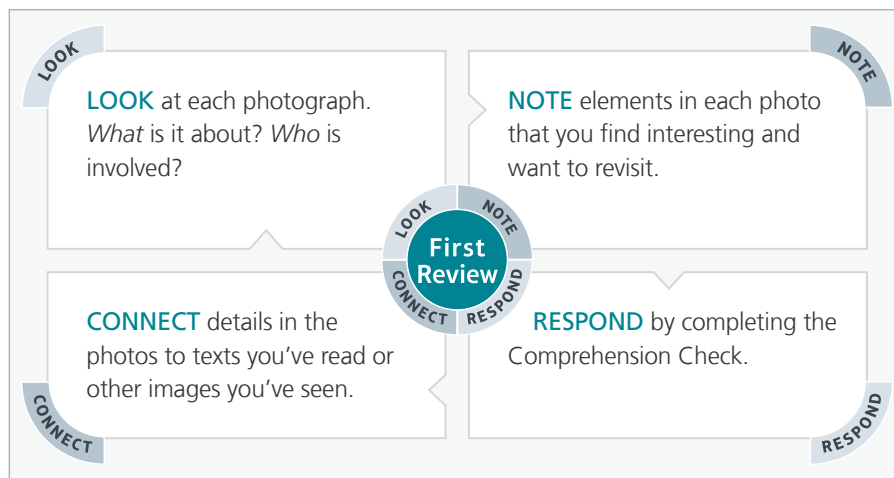 LOOK
LOOK at each photograph.
What is it about? Who is
involved?
NOTE
NOTE elements in each photo
that you find interesting and
want to revisit.
LOOK
NOTE
First
Review
CONNECT
RESPOND
CONNECT details in the
photos to texts you’ve read or
other images you’ve seen.
CONNECT
RESPOND by completing the
Comprehension Check.
RESPOND